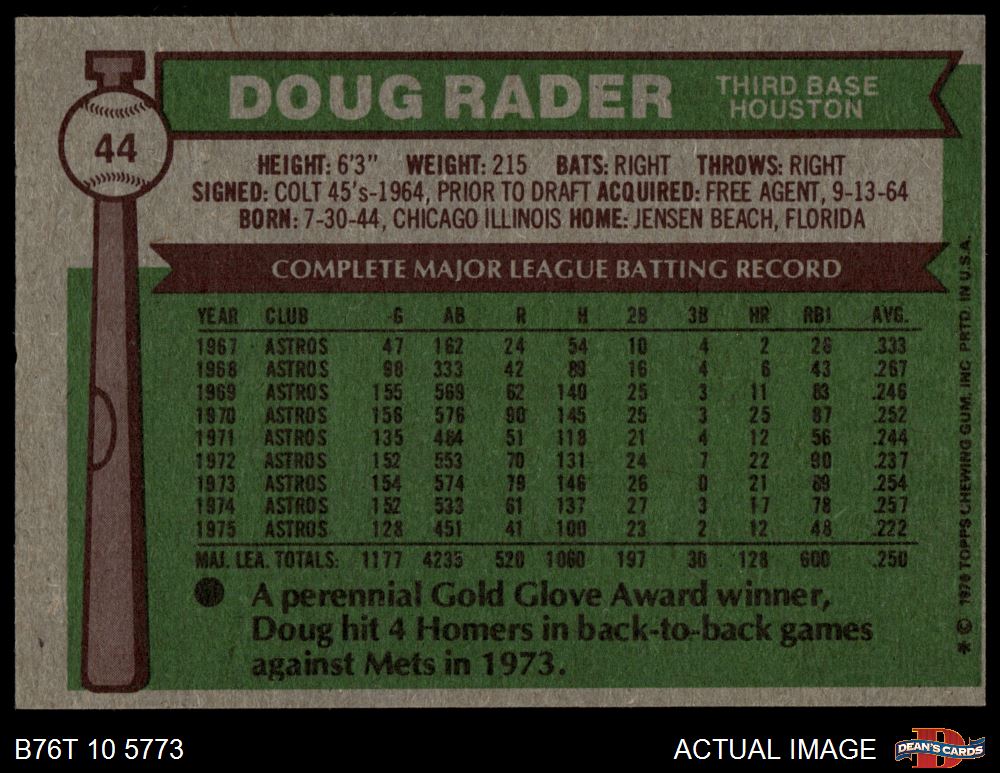 44
DOUG RADER
THIRD BASE
HOUSTON
HEIGHT: 6'3" WEIGHT: 215 BATS: RIGHT THROWS: RIGHT
SIGNED: COLT 45's-1964, PRIOR TO DRAFT ACQUIRED: FREE AGENT, 9-13-64
BORN: 7-30-44, CHICAGO ILLINOIS HOME: JENSEN BEACH, FLORIDA
COMPLETE MAJOR LEAGUE BATTING RECORD
YEAR CLUB G AB R H 2B 3B HR RBI AVG.
1967 ASTROS 47 162 24 54 10 4 2 26 .333
1968 ASTROS 98 333 42 89 16 4 6 43 .267
1969 ASTROS 155 569 62 140 25 3 11 83 .246
1970 ASTROS 156 576 90 145 25 3 25 87 .252
1971 ASTROS 135 484 51 118 21 4 12 56 .244
1972 ASTROS 152 553 70 131 24 7 22 90 .237
1973 ASTROS 154 574 79 146 26 0 21 89 .254
1974 ASTROS 152 533 61 137 27 3 17 78 .257
1975 ASTROS 128 451 41 100 23 2 12 48 .222
MAJ. LEA. TOTALS: 1177 4235 520 1060 197 30 128 600 .250
A perennial Gold Glove Award winner,
Doug hit 4 Homers in back-to-back games
against Mets in 1973.
* © 1976 TOPPS CHEWING GUM, INC PRTD. IN U.S.A.
B76T 10 5773
ACTUAL IMAGE
DEAN'S CARDS